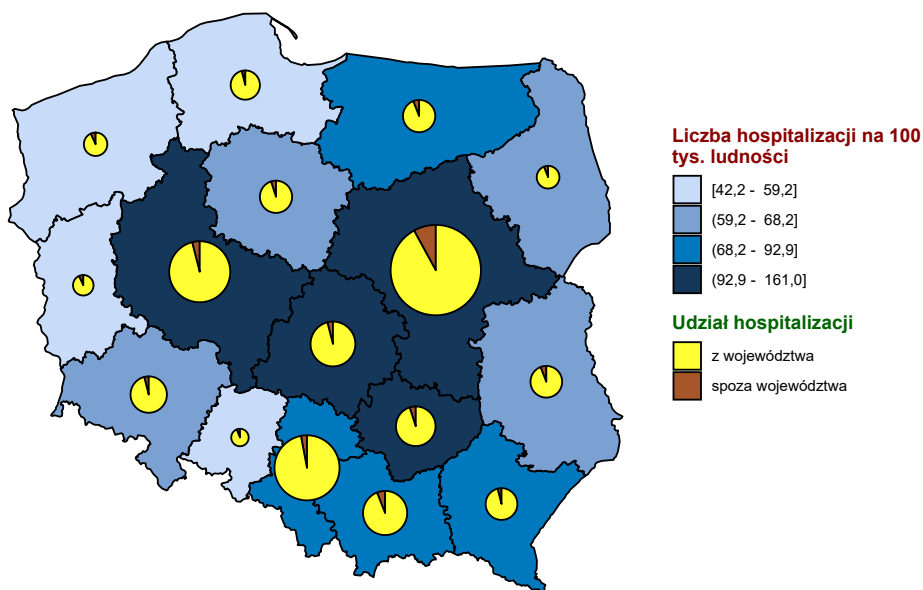 Liczba hospitalizacji na 100
tys. ludności
[42,2 - 59,2]
(59,2 - 68,2]
(68,2 - 92,9]
(92,9 - 161,0]
Udział hospitalizacji
z województwa
spoza województwa